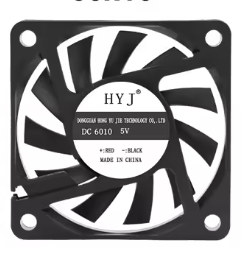 HYJ®
DONGGUAN HONG YU JIE TECHNOLOGY CO., LTD
DC 6010 5V
+:RED -:BLACK
MADE IN CHINA